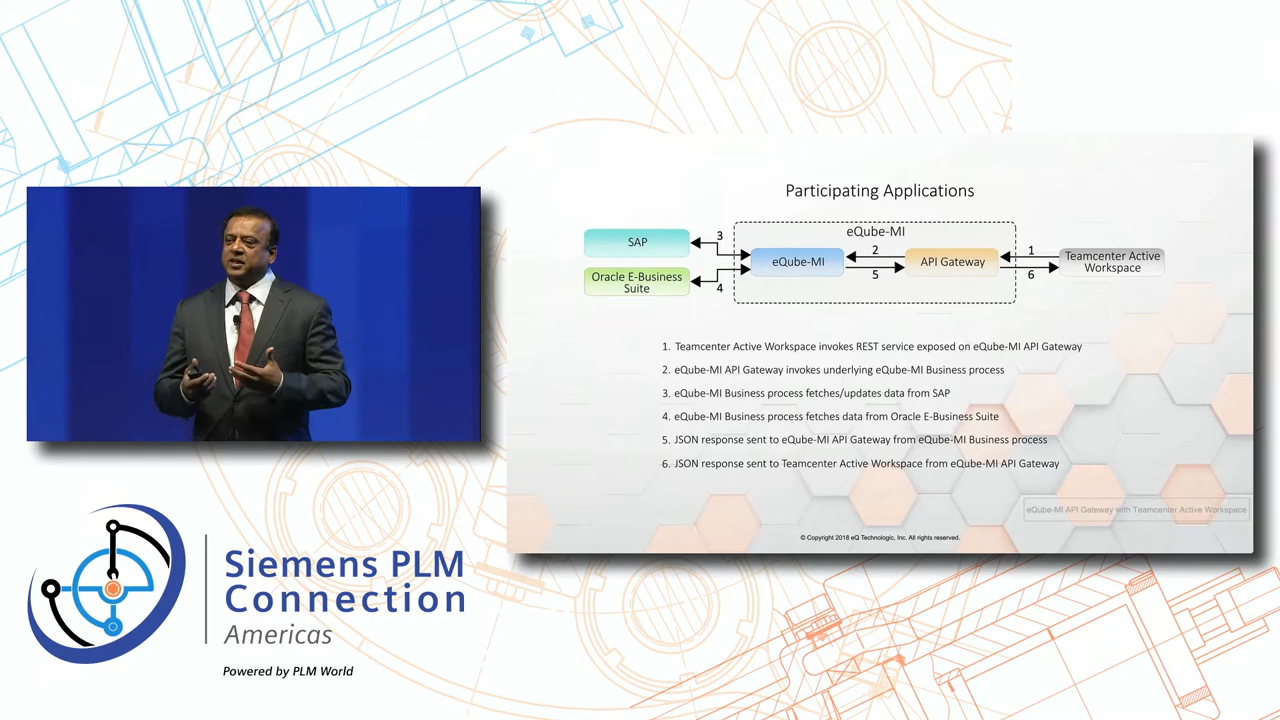 Participating Applications
eQube-MI
SAP
3
2
1
Oracle E-Business
Suite
eQube-MI
API Gateway
Teamcenter Active
Workspace
4
5
6
1. Teamcenter Active Workspace invokes REST service exposed on eQube-MI API Gateway
2. eQube-MI API Gateway invokes underlying eQube-MI Business process
3. eQube-MI Business process fetches/updates data from SAP
4. eQube-MI Business process fetches data from Oracle E-Business Suite
5. JSON response sent to eQube-MI API Gateway from eQube-MI Business process
6. JSON response sent to Teamcenter Active Workspace from eQube-MI API Gateway
eQube-MI API Gateway with Teamcenter Active Workspace
© Copyright 2018 eQ Technologic, Inc. All rights reserved.
Siemens PLM
Connection
Americas
Powered by PLM World